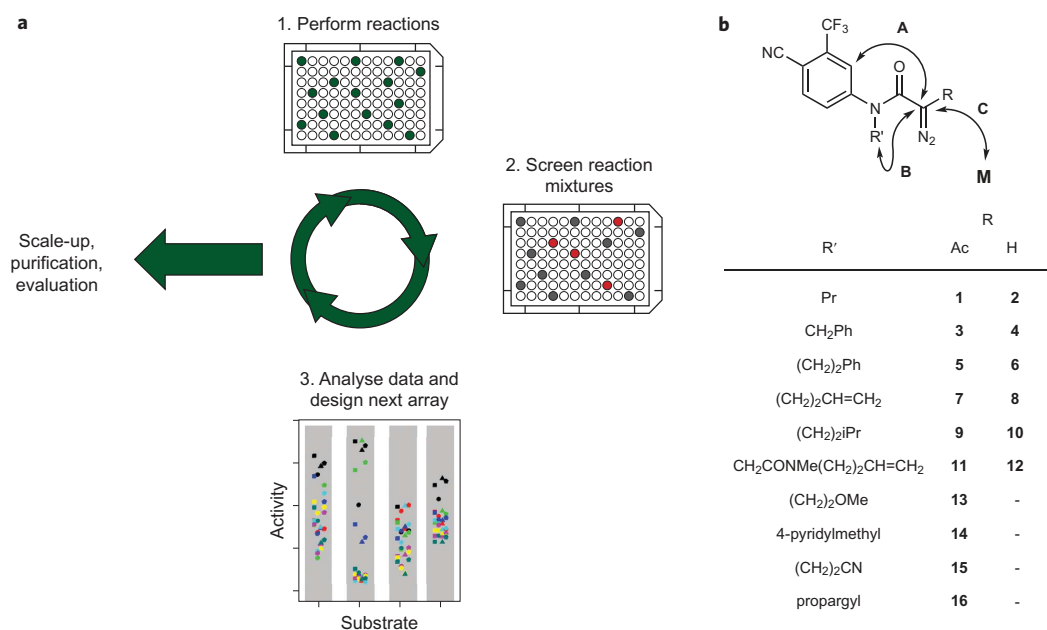 a
1. Perform reactions
2. Screen reaction
mixtures
Scale-up,
purification,
evaluation
3. Analyse data and
design next array
Activity
Substrate
b
CF₃
A
NC
O
R
C
N
N₂
R'
B
M
R
R′ Ac H
Pr 1 2
CH₂Ph 3 4
(CH₂)₂Ph 5 6
(CH₂)₂CH=CH₂ 7 8
(CH₂)₂iPr 9 10
CH₂CONMe(CH₂)₂CH=CH₂ 11 12
(CH₂)₂OMe 13 -
4-pyridylmethyl 14 -
(CH₂)₂CN 15 -
propargyl 16 -